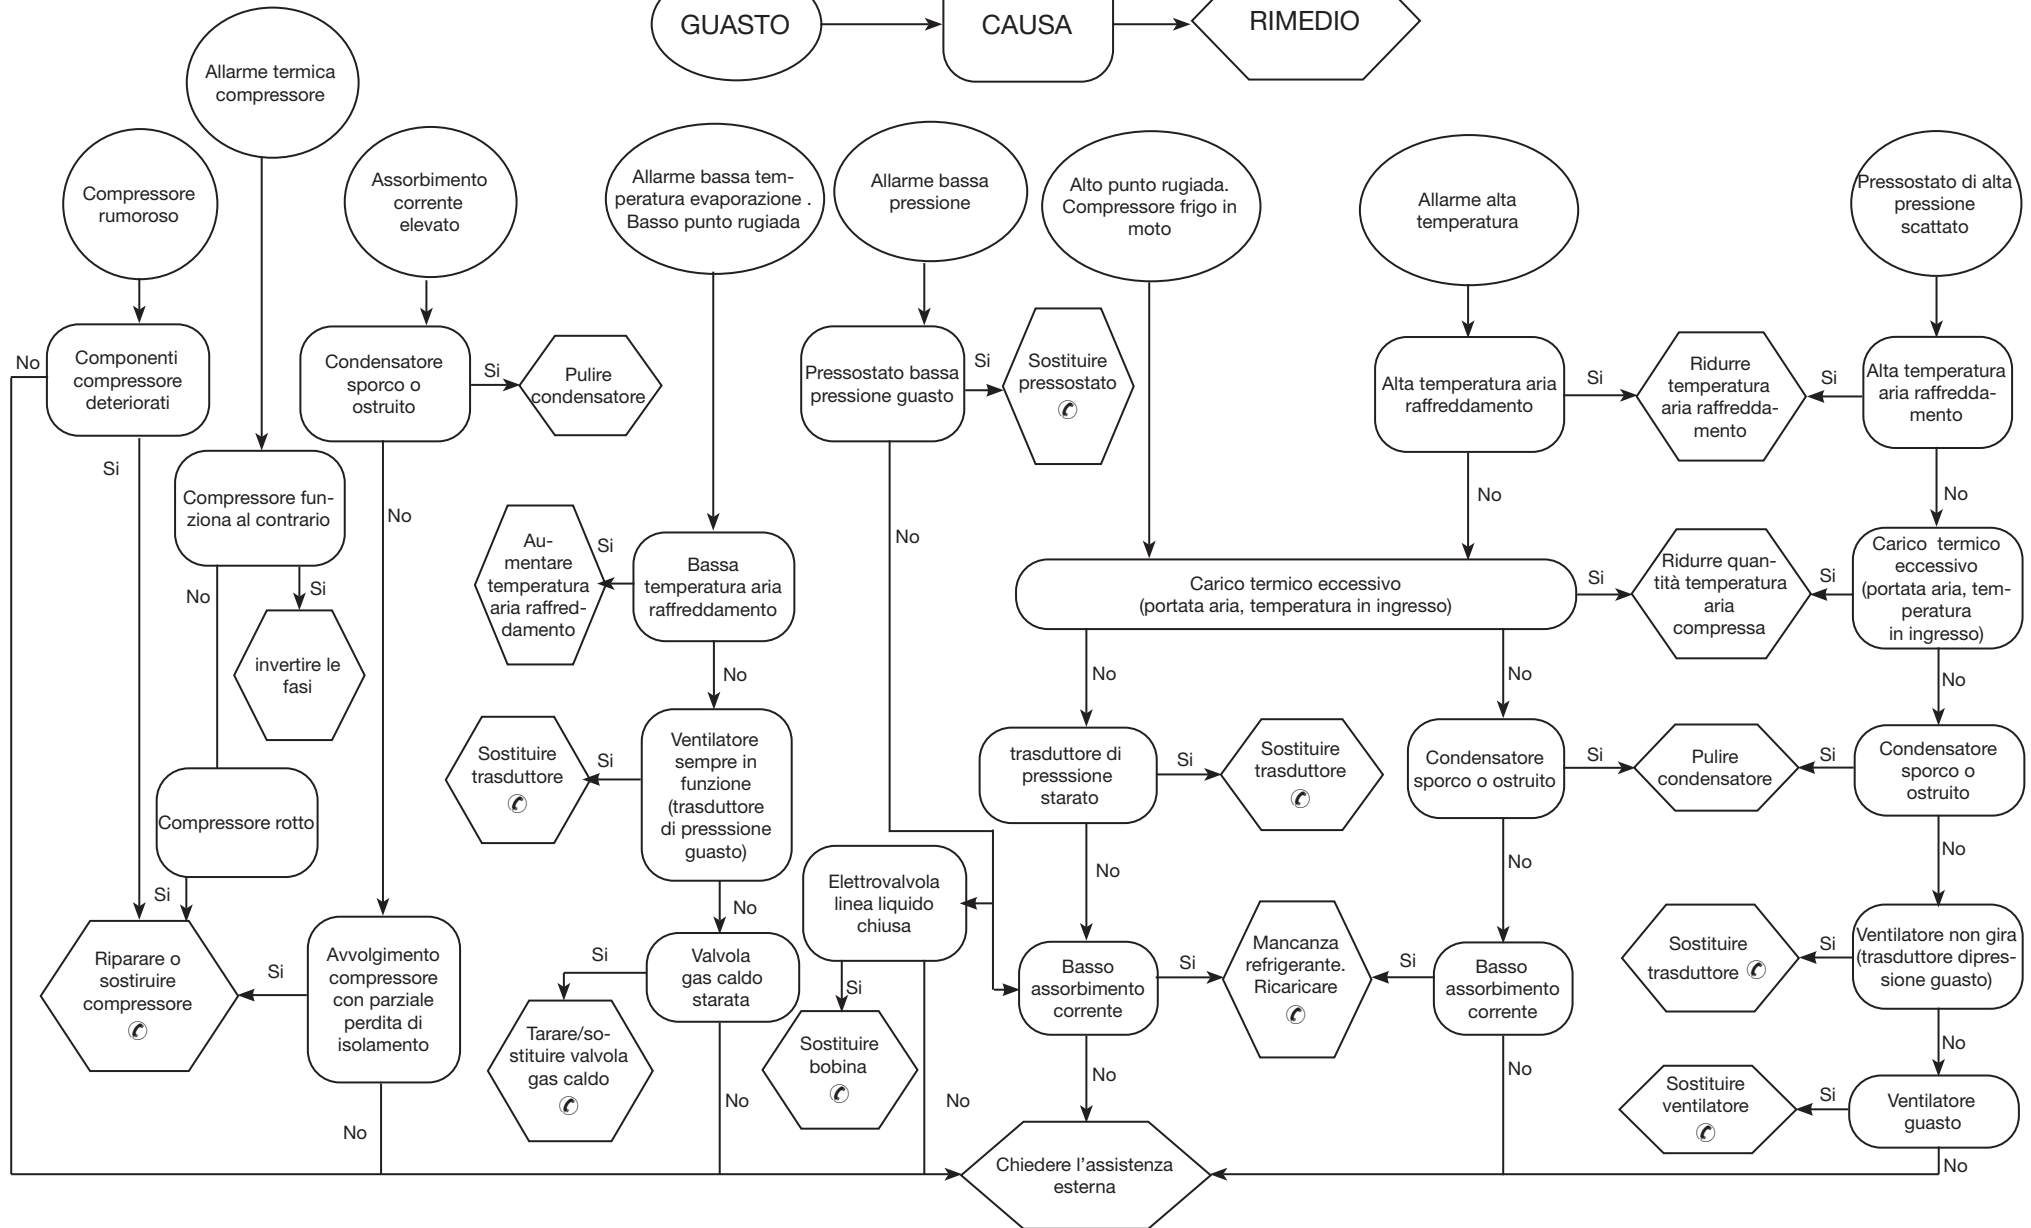 GUASTO
CAUSA
RIMEDIO
Allarme termica
compressore
Compressore
rumoroso
Assorbimento
corrente
elevato
Allarme bassa tem-
peratura evaporazione .
Basso punto rugiada
Allarme bassa
pressione
Alto punto rugiada.
Compressore frigo in
moto
Allarme alta
temperatura
Pressostato di alta
pressione
scattato
No
Componenti
compressore
deteriorati
Si
Condensatore
sporco o
ostruito
Si
Pulire
condensatore
No
Pressostato bassa
pressione guasto
Si
Sostituire
pressostato
No
Alta temperatura aria
raffreddamento
Si
Ridurre
temperatura
aria raffredda-
mento
Si
Alta temperatura
aria raffredda-
mento
No
No
Compressore fun-
ziona al contrario
No
Si
invertire le
fasi
Au-
mentare
temperatura
aria raffred-
damento
Si
Bassa
temperatura aria
raffreddamento
No
Carico termico eccessivo
(portata aria, temperatura in ingresso)
Si
Ridurre quan-
tità temperatura
aria
compressa
Si
Carico termico
eccessivo
(portata aria, tem-
peratura
in ingresso)
No
No
No
Sostituire
trasduttore
Si
Ventilatore
sempre in
funzione
(trasduttore
di presssione
guasto)
No
trasduttore di
presssione
starato
Si
Sostituire
trasduttore
No
Condensatore
sporco o ostruito
Si
Pulire
condensatore
Si
Condensatore
sporco o
ostruito
No
No
Compressore rotto
Si
Riparare o
sostiruire
compressore
Si
Avvolgimento
compressore
con parziale
perdita di
isolamento
No
Si
Valvola
gas caldo
starata
Tarare/so-
stituire valvola
gas caldo
No
Elettrovalvola
linea liquido
chiusa
Si
Sostituire
bobina
No
Basso
assorbimento
corrente
Si
Mancanza
refrigerante.
Ricaricare
Si
Basso
assorbimento
corrente
No
No
Sostituire
trasduttore
Si
Ventilatore non gira
(trasduttore dipres-
sione guasto)
No
Sostituire
ventilatore
Si
Ventilatore
guasto
No
Chiedere l'assistenza
esterna